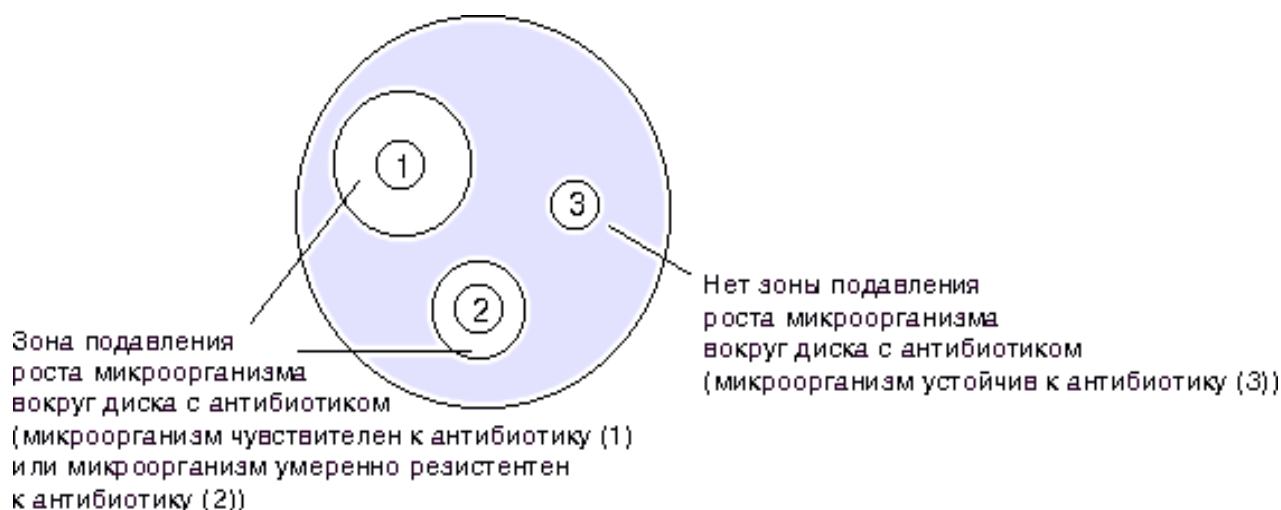 1
3
2
Зона подавления
роста микроорганизма
вокруг диска с антибиотиком
(микроорганизм чувствителен к антибиотику (1)
или микроорганизм умеренно резистентен
к антибиотику (2))
Нет зоны подавления
роста микроорганизма
вокруг диска с антибиотиком
(микроорганизм устойчив к антибиотику (3))